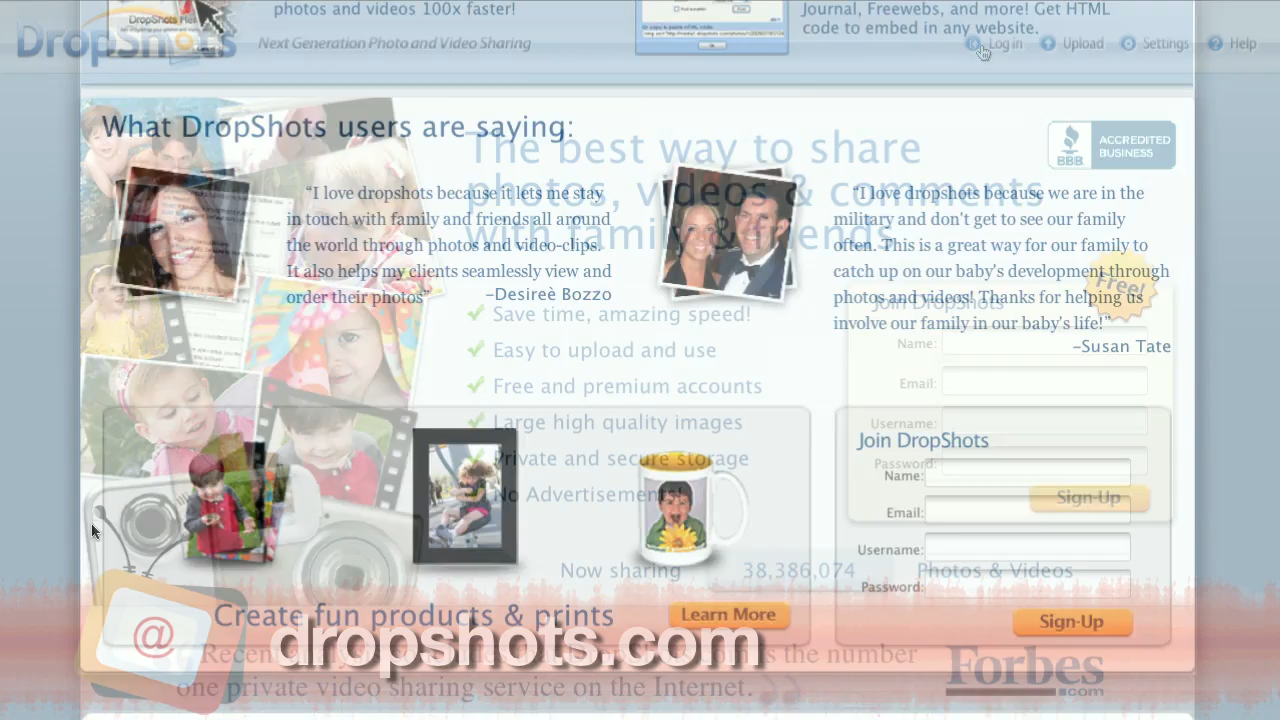 photos and videos 100x faster!
Journal, Freewebs, and more! Get HTML
code to embed in any website.
DropShots
Next Generation Photo and Video Sharing
Log in
Upload
Settings
Help
What DropShots users are saying:
The best way to share
photos, videos & comments
with family & friends
BBB
ACCREDITED
BUSINESS
“I love dropshots because it lets me stay
in touch with family and friends all around
the world through photos and video-clips.
It also helps my clients seamlessly view and
order their photos”
–Desireè Bozzo
“I love dropshots because we are in the
military and don't get to see our family
often. This is a great way for our family to
catch up on our baby's development through
photos and videos! Thanks for helping us
involve our family in our baby's life!”
–Susan Tate
Free!
Save time, amazing speed!
Easy to upload and use
Free and premium accounts
Large high quality images
Private and secure storage
No Advertisements!
Join DropShots
Name:
Email:
Username:
Password:
Sign-Up
Join DropShots
Name:
Email:
Username:
Password:
Sign-Up
Now sharing
38,386,074
Photos & Videos
Create fun products & prints
Learn More
@
dropshots.com
the number
one private video sharing service on the Internet.
Forbes
.com